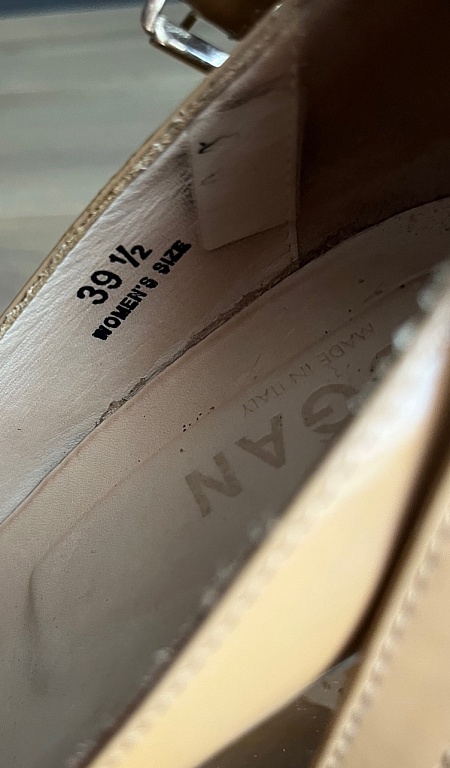 39 ½
WOMEN'S SIZE
GAN
MADE IN ITALY